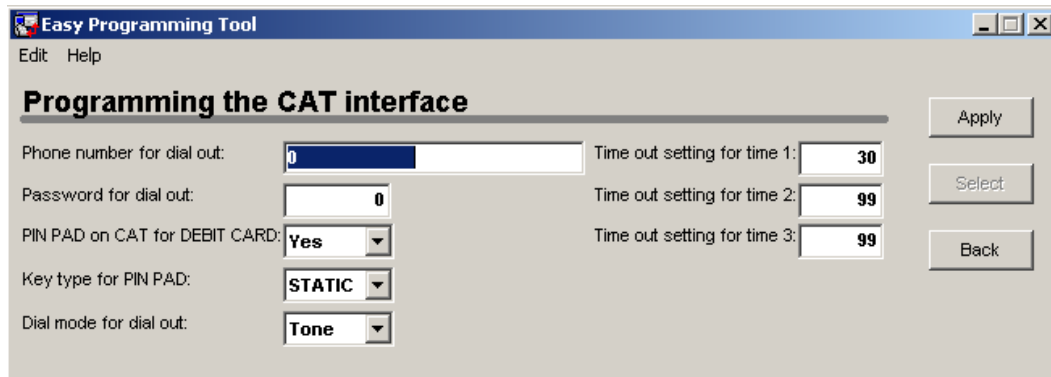 Easy Programming Tool
Edit Help
Programming the CAT interface
Phone number for dial out: 0
Password for dial out: 0
PIN PAD on CAT for DEBIT CARD: Yes
Key type for PIN PAD: STATIC
Dial mode for dial out: Tone
Time out setting for time 1: 30
Time out setting for time 2: 99
Time out setting for time 3: 99
Apply
Select
Back